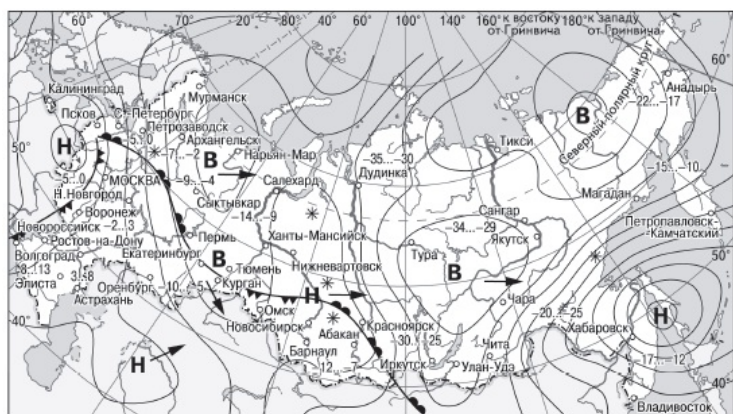 60° 70° 20° 80° 40° 60° 100° 140° 160° к востоку 180° к западу
от Гринвича от Гринвича
60°
Северный полярный круг
Калининград
Мурманск
Анадырь
Псков С.-Петербург
Петрозаводск
-22...-17
В
5...0 Архангельск
-7...-2
Н
В
Нарьян-Мар
-35...-30
Тикси
50°
Дудинка
-15...-10
5...0
-9...-4
Салехард
МОСКВА
Н.Новгород
Сыктывкар
-14...-9
Магадан
Сангар
Воронеж
-34...-29
Петропавловск-
Камчатский
Новороссийск -2...3
Ханты-Мансийск
Якутск
Ростов-на-Дону
Пермь
Тура
Волгоград
Екатеринбург
В
Нижневартовск
В
50°
8...13
Тюмень
Элиста
3...8
Оренбург -10...-5
Курган
Н
Чара
Н
Астрахань
Омск
-20...-25
Новосибирск
Красноярск
Хабаровск
40°
Абакан
30...25
Чита
Барнаул
-17...-12
Н
-12...-7
Иркутск
Улан-Удэ
40°
Владивосток